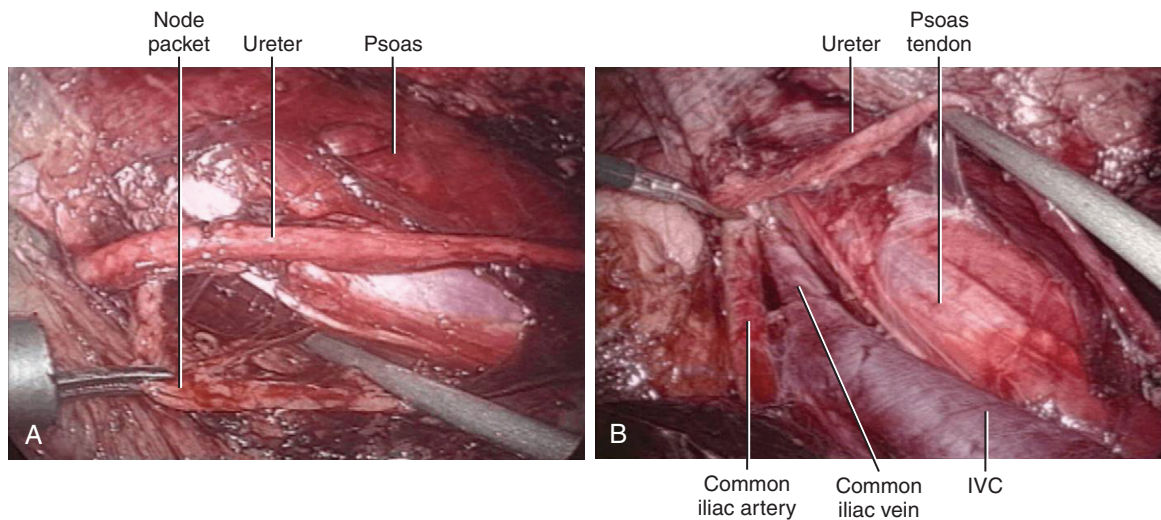 Node
packet
Ureter
Psoas
Ureter
Psoas
tendon
A
B
Common
iliac artery
Common
iliac vein
IVC